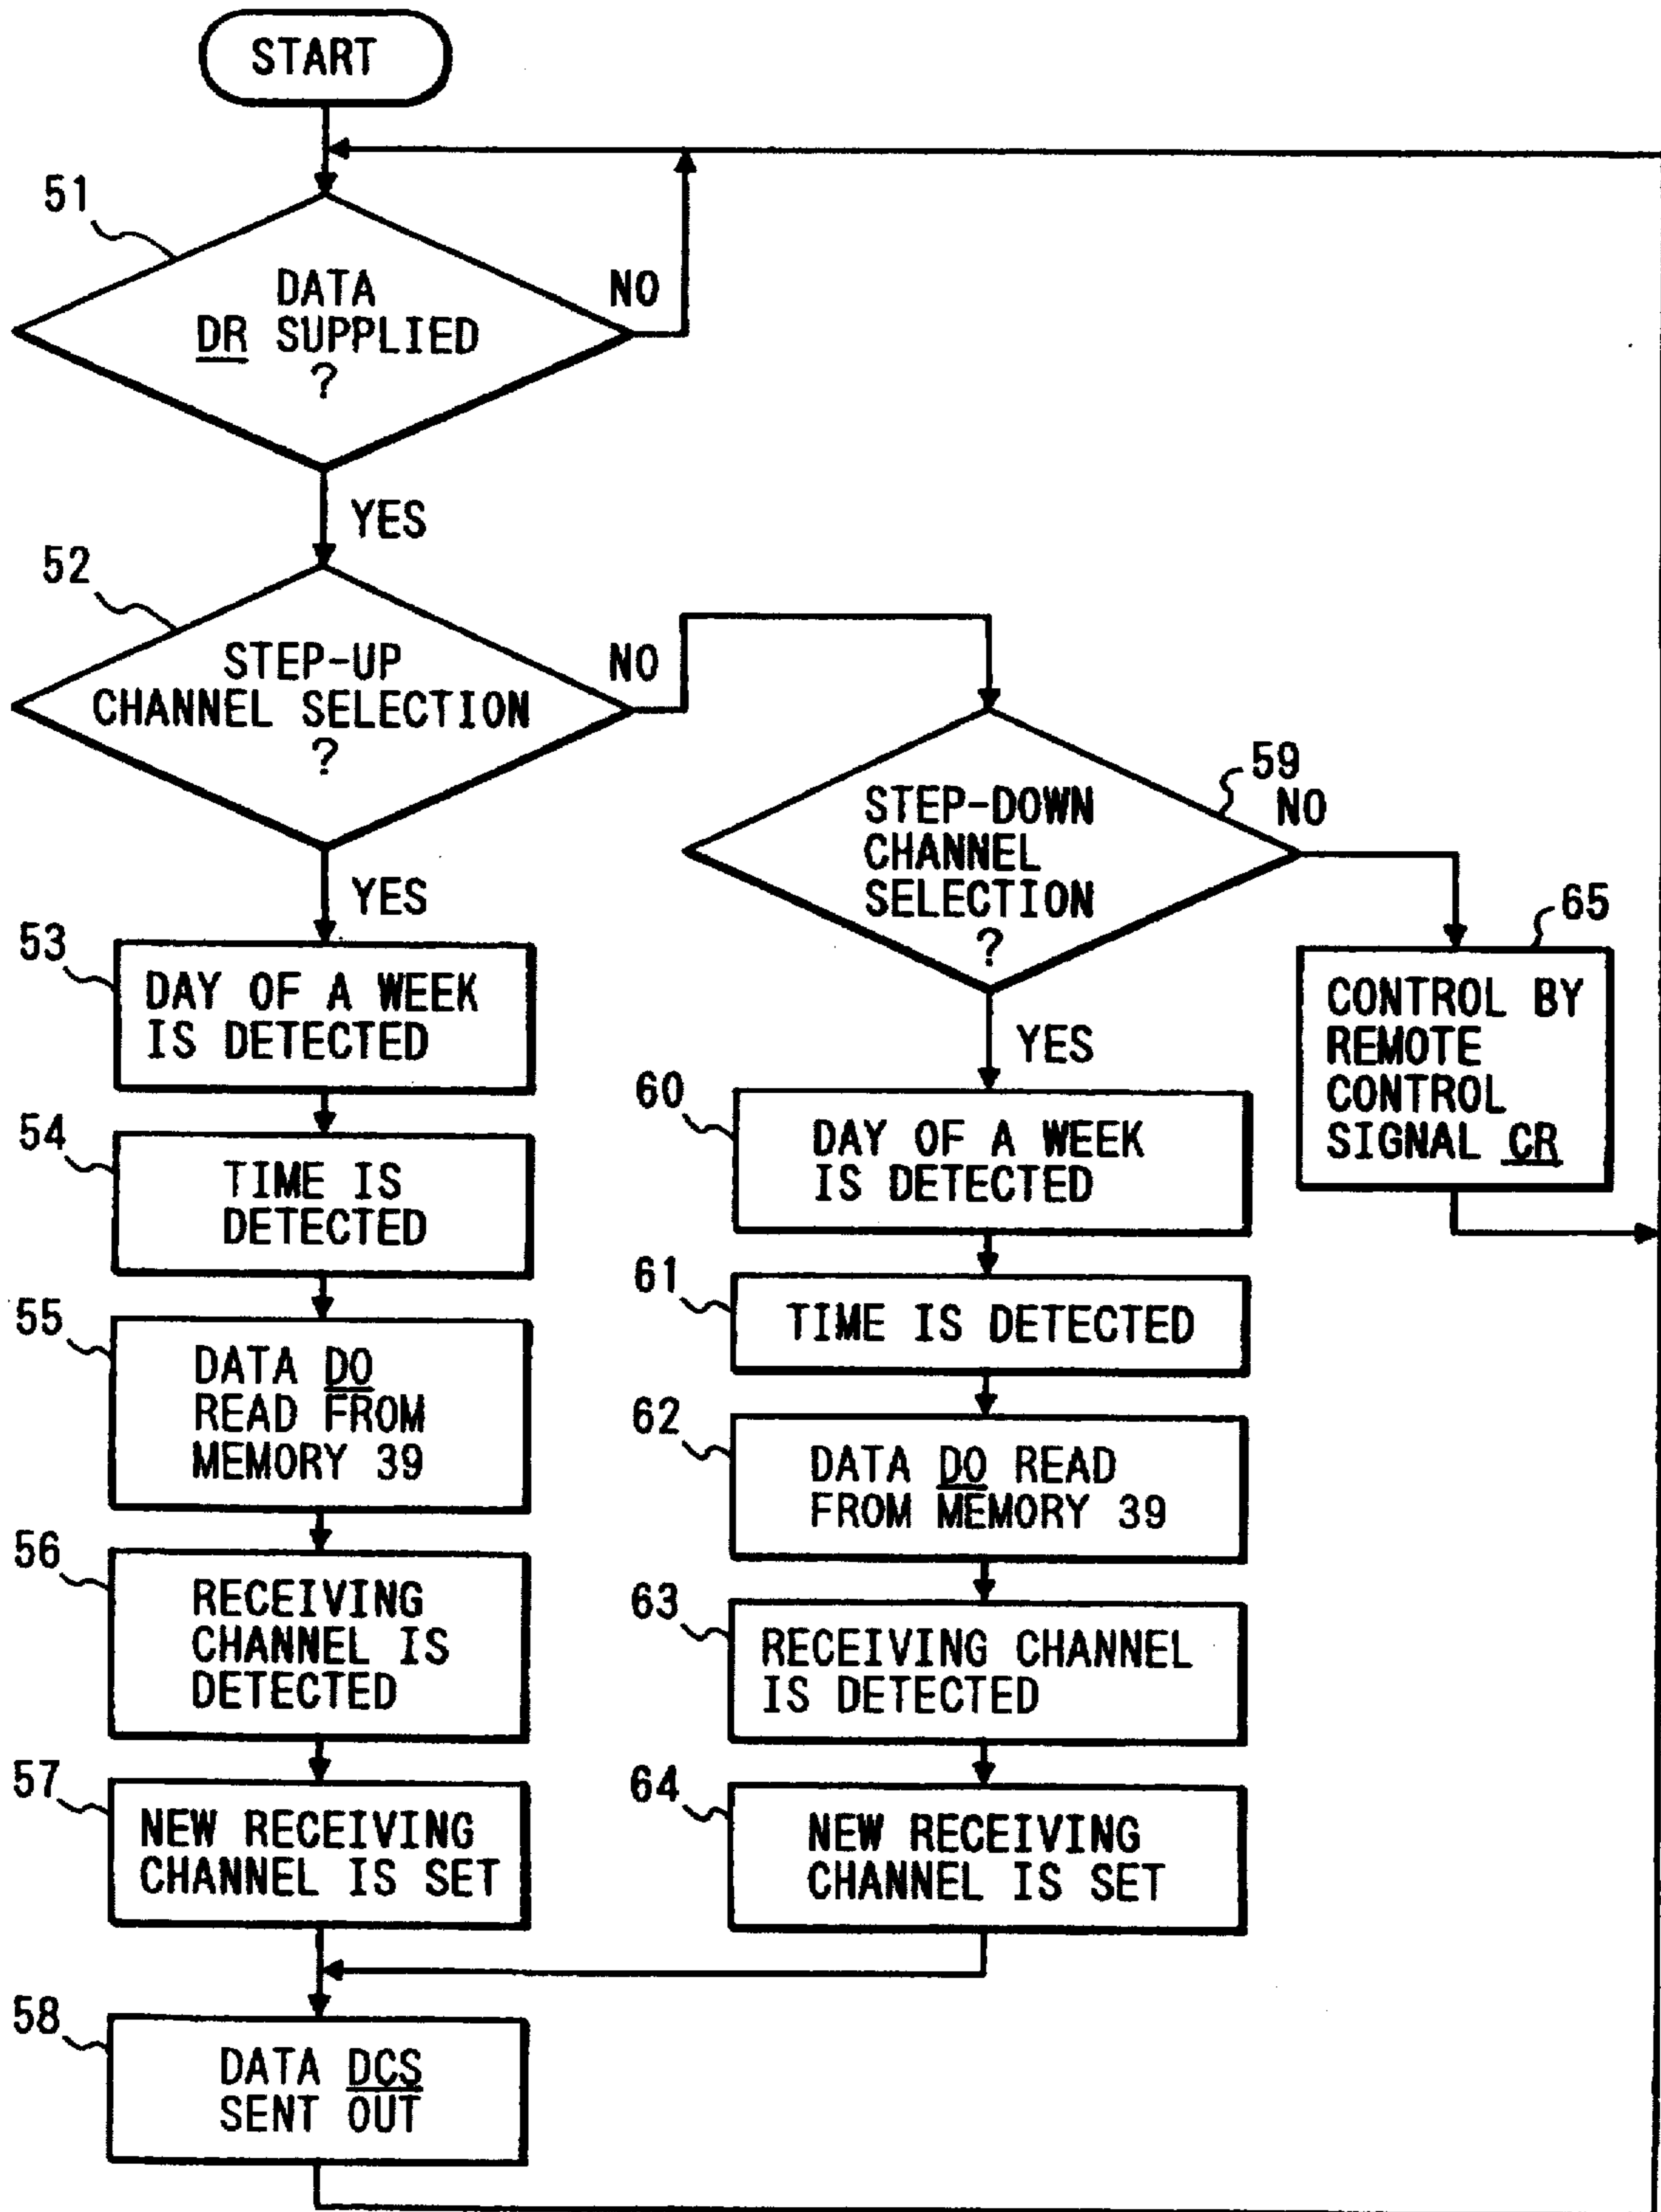 START
51
DATA
DR SUPPLIED
?
NO
YES
52
STEP-UP
CHANNEL SELECTION
?
NO
YES
59
STEP-DOWN
CHANNEL
SELECTION
?
NO
YES
65
CONTROL BY
REMOTE
CONTROL
SIGNAL CR
53
DAY OF A WEEK
IS DETECTED
54
TIME IS
DETECTED
55
DATA DO
READ FROM
MEMORY 39
56
RECEIVING
CHANNEL IS
DETECTED
57
NEW RECEIVING
CHANNEL IS SET
60
DAY OF A WEEK
IS DETECTED
61
TIME IS DETECTED
62
DATA DO READ
FROM MEMORY 39
63
RECEIVING CHANNEL
IS DETECTED
64
NEW RECEIVING
CHANNEL IS SET
58
DATA DCS
SENT OUT